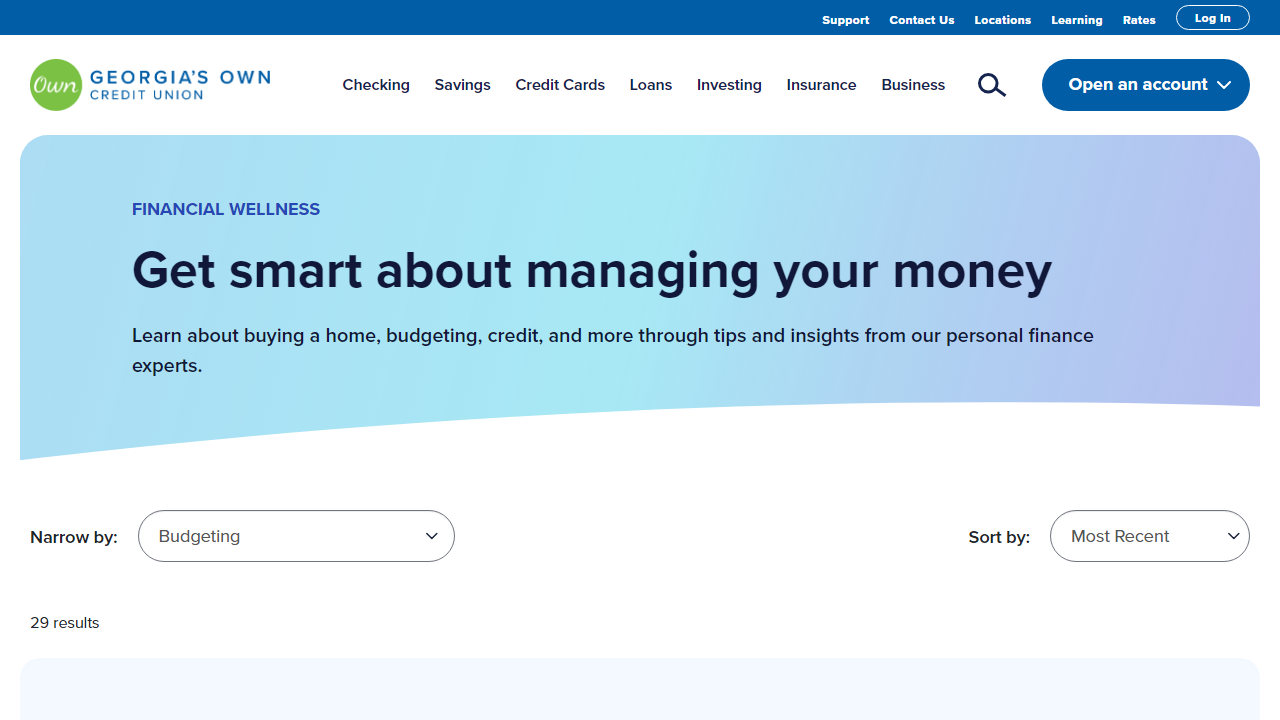 Support Contact Us Locations Learning Rates Log In
Own GEORGIA'S OWN
CREDIT UNION
Checking Savings Credit Cards Loans Investing Insurance Business Open an account
FINANCIAL WELLNESS
Get smart about managing your money
Learn about buying a home, budgeting, credit, and more through tips and insights from our personal finance
experts.
Narrow by: Budgeting Sort by: Most Recent
29 results